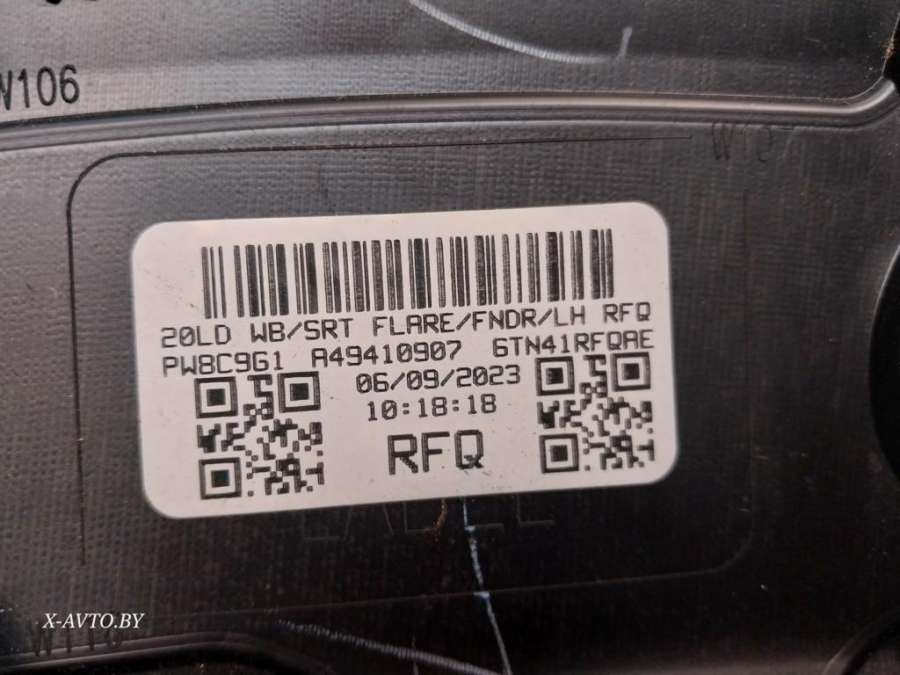 W106
20LD WB/SRT FLARE/FNDR/LH RFQ
PW8C9G1 A49410907 6TN41RFQAE
06/09/2023
10:18:18
RFQ
X-AVTO.BY